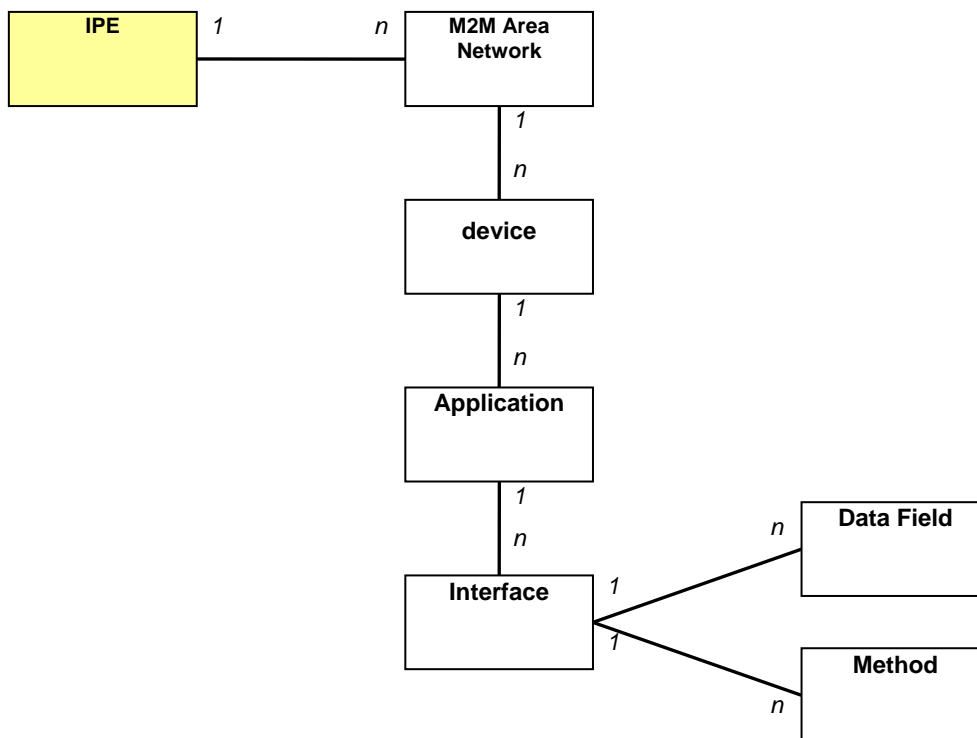 IPE
1
n
M2M Area
Network
1
n
device
1
n
Application
1
n
Interface
1
n
Data Field
1
n
Method